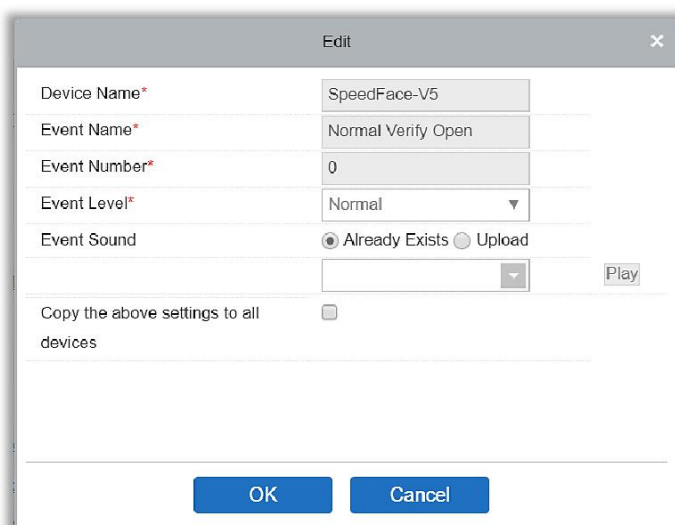 Edit
Device Name*
SpeedFace-V5
Event Name*
Normal Verify Open
Event Number*
0
Event Level*
Normal
Event Sound
Already Exists Upload
Play
Copy the above settings to all
devices
OK
Cancel